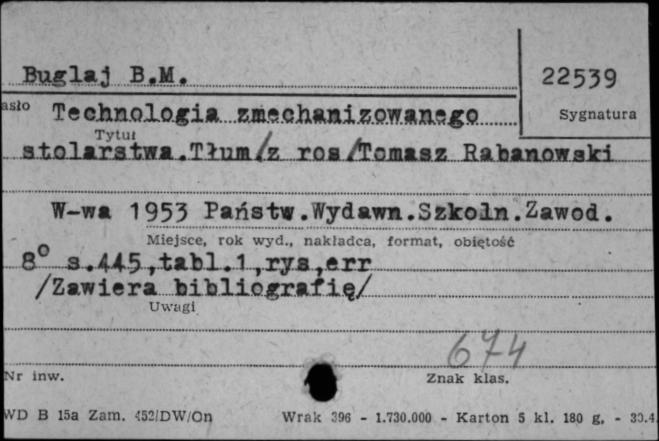 Buglaj B.M.
22539
asło Technologia zmechanizowanego
Sygnatura
Tytuł
stolarstwa.Tłum/z ros/Tomasz Rabanowski
W-wa 1953 Państw.Wydawn.Szkoln.Zawod.
Miejsce, rok wyd., nakładca, format, obiętość
8° s.445,tabl.1,rys,err
/Zawiera bibliografię/
Uwagi
674
Nr inw.
Znak klas.
WD B 15a Zam. 452/DW/On Wrak 396 - 1.730.000 - Karton 5 kl. 180 g. - 30.4